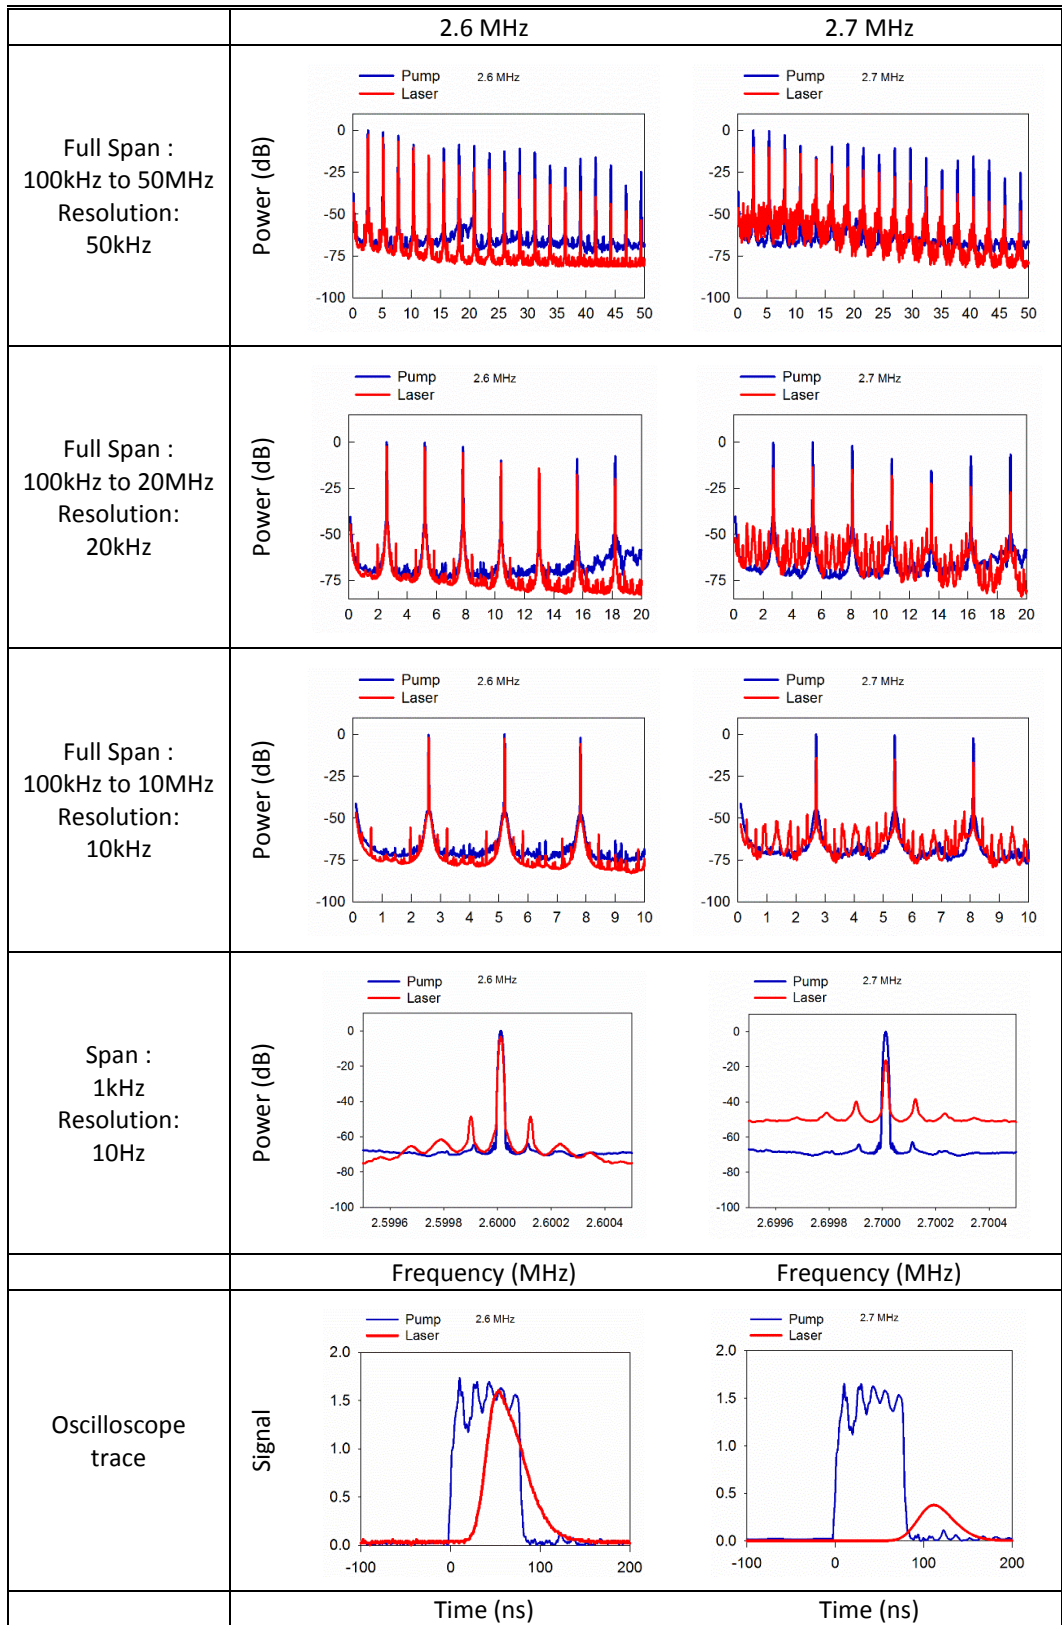 2.6 MHz 2.7 MHz
Full Span :
100kHz to 50MHz
Resolution:
50kHz
Power (dB)
Pump 2.6 MHz
Laser
0
-25
-50
-75
-100
0 5 10 15 20 25 30 35 40 45 50
Pump 2.7 MHz
Laser
0
-25
-50
-75
-100
0 5 10 15 20 25 30 35 40 45 50
Full Span :
100kHz to 20MHz
Resolution:
20kHz
Power (dB)
Pump 2.6 MHz
Laser
0
-25
-50
-75
0 2 4 6 8 10 12 14 16 18 20
Pump 2.7 MHz
Laser
0
-25
-50
-75
0 2 4 6 8 10 12 14 16 18 20
Full Span :
100kHz to 10MHz
Resolution:
10kHz
Power (dB)
Pump 2.6 MHz
Laser
0
-25
-50
-75
-100
0 1 2 3 4 5 6 7 8 9 10
Pump 2.7 MHz
Laser
0
-25
-50
-75
-100
0 1 2 3 4 5 6 7 8 9 10
Span :
1kHz
Resolution:
10Hz
Power (dB)
Pump 2.6 MHz
Laser
0
-20
-40
-60
-80
-100
2.5996 2.5998 2.6000 2.6002 2.6004
Pump 2.7 MHz
Laser
0
-20
-40
-60
-80
-100
2.6996 2.6998 2.7000 2.7002 2.7004
Frequency (MHz) Frequency (MHz)
Oscilloscope
trace
Signal
Pump 2.6 MHz
Laser
2.0
1.5
1.0
0.5
0.0
-100 0 100 200
Pump 2.7 MHz
Laser
2.0
1.5
1.0
0.5
0.0
-100 0 100 200
Time (ns) Time (ns)